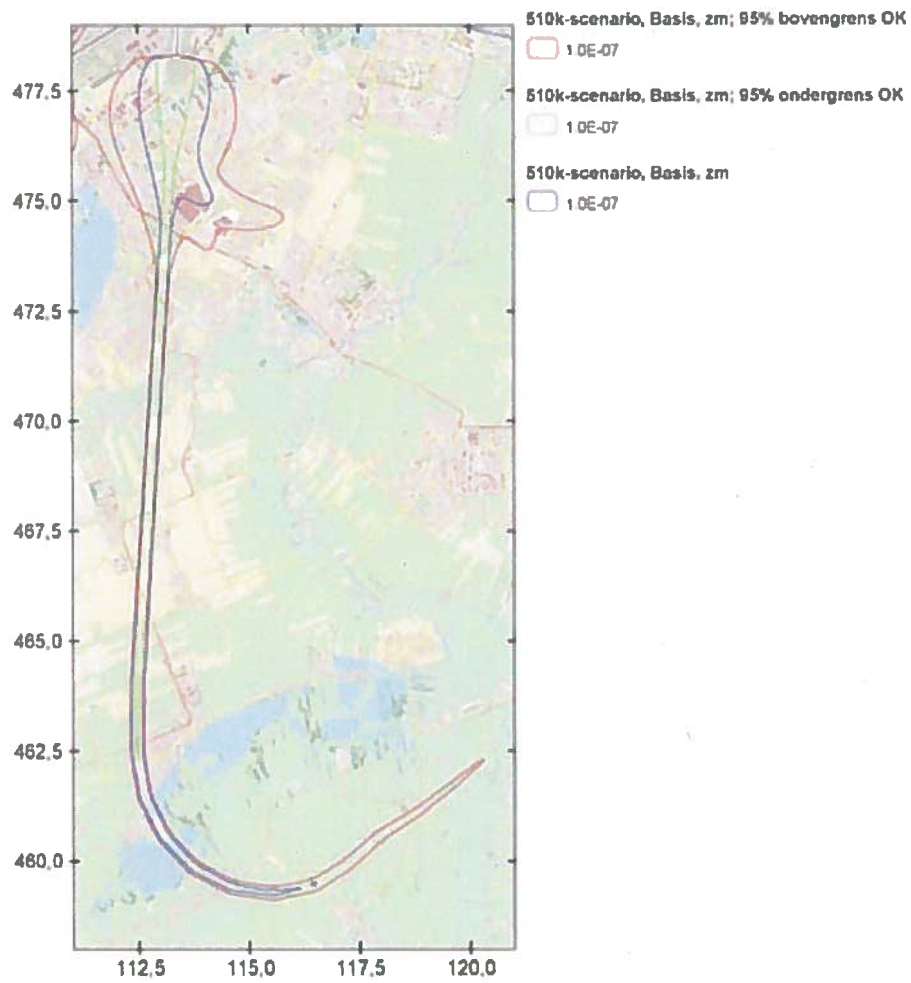 510k-scenario, Basis, zm; 95% bovengrens OK
1.0E-07
510k-scenario, Basis, zm; 95% ondergrens OK
1.0E-07
510k-scenario, Basis, zm
1.0E-07
477,5
475,0
472,5
470,0
467,5
465,0
462,5
460,0
112,5 115,0 117,5 120,0